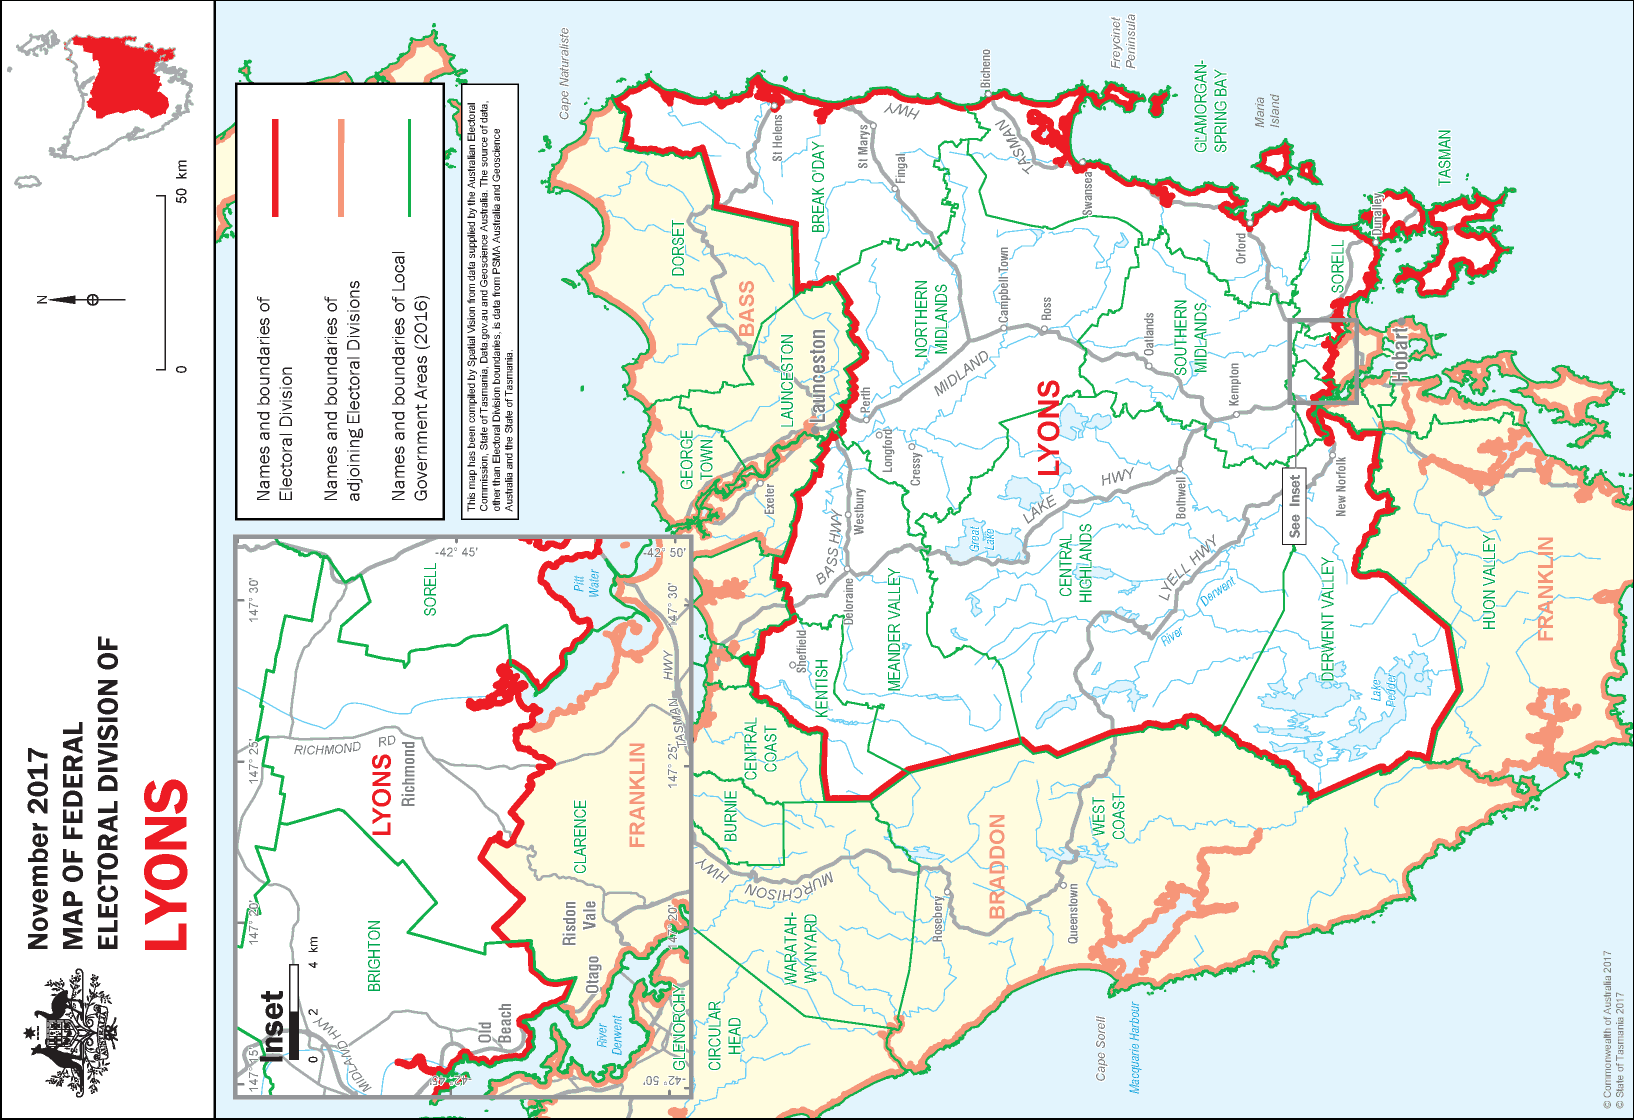 November 2017
MAP OF FEDERAL
ELECTORAL DIVISION OF
LYONS
N
0 50 km
Names and boundaries of
Electoral Division
Names and boundaries of
adjoining Electoral Divisions
Names and boundaries of Local
Government Areas (2016)
This map has been compiled by Spatial Vision from data supplied by the Australian Electoral
Commission, State of Tasmania, Data.gov.au and Geoscience Australia. The source of data,
other than Electoral Division boundaries, is data from PSMA Australia and Geoscience
Australia and the State of Tasmania.
Inset
0 2 4 km
147° 15'
147° 20'
147° 25'
147° 30'
-42° 45'
-42° 50'
147° 30'
147° 25'
147° 20'
-42° 50'
-42° 45'
MIDLAND HWY
BRIGHTON
RICHMOND RD
LYONS
Richmond
SORELL
Pitt
Water
Old
Beach
Otago
Risdon
Vale
CLARENCE
FRANKLIN
TASMAN HWY
River
Derwent
GLENORCHY
Cape Naturaliste
DORSET
BASS
GEORGE
TOWN
LAUNCESTON
Launceston
Exeter
St Helens
BREAK O'DAY
St Marys
Fingal
HWY
TASMAN
Bicheno
Freycinet
Peninsula
GLAMORGAN-
SPRING BAY
Maria
Island
Swansea
Orford
TASMAN
Dunalley
SORELL
Hobart
NORTHERN
MIDLANDS
Campbell Town
Ross
MIDLAND
Perth
Longford
Cressy
Oatlands
SOUTHERN
MIDLANDS
Kempton
LYONS
BASS HWY
Westbury
Deloraine
MEANDER VALLEY
Great
Lake
LAKE
HWY
Bothwell
CENTRAL
HIGHLANDS
LYELL HWY
River
Derwent
See Inset
New Norfolk
DERWENT VALLEY
Lake
Pedder
HUON VALLEY
FRANKLIN
Sheffield
KENTISH
CENTRAL
COAST
BURNIE
MURCHISON
HWY
WARATAH-
WYNYARD
CIRCULAR
HEAD
BRADDON
Rosebery
Queenstown
WEST
COAST
Cape Sorell
Macquarie Harbour
© Commonwealth of Australia 2017
© State of Tasmania 2017